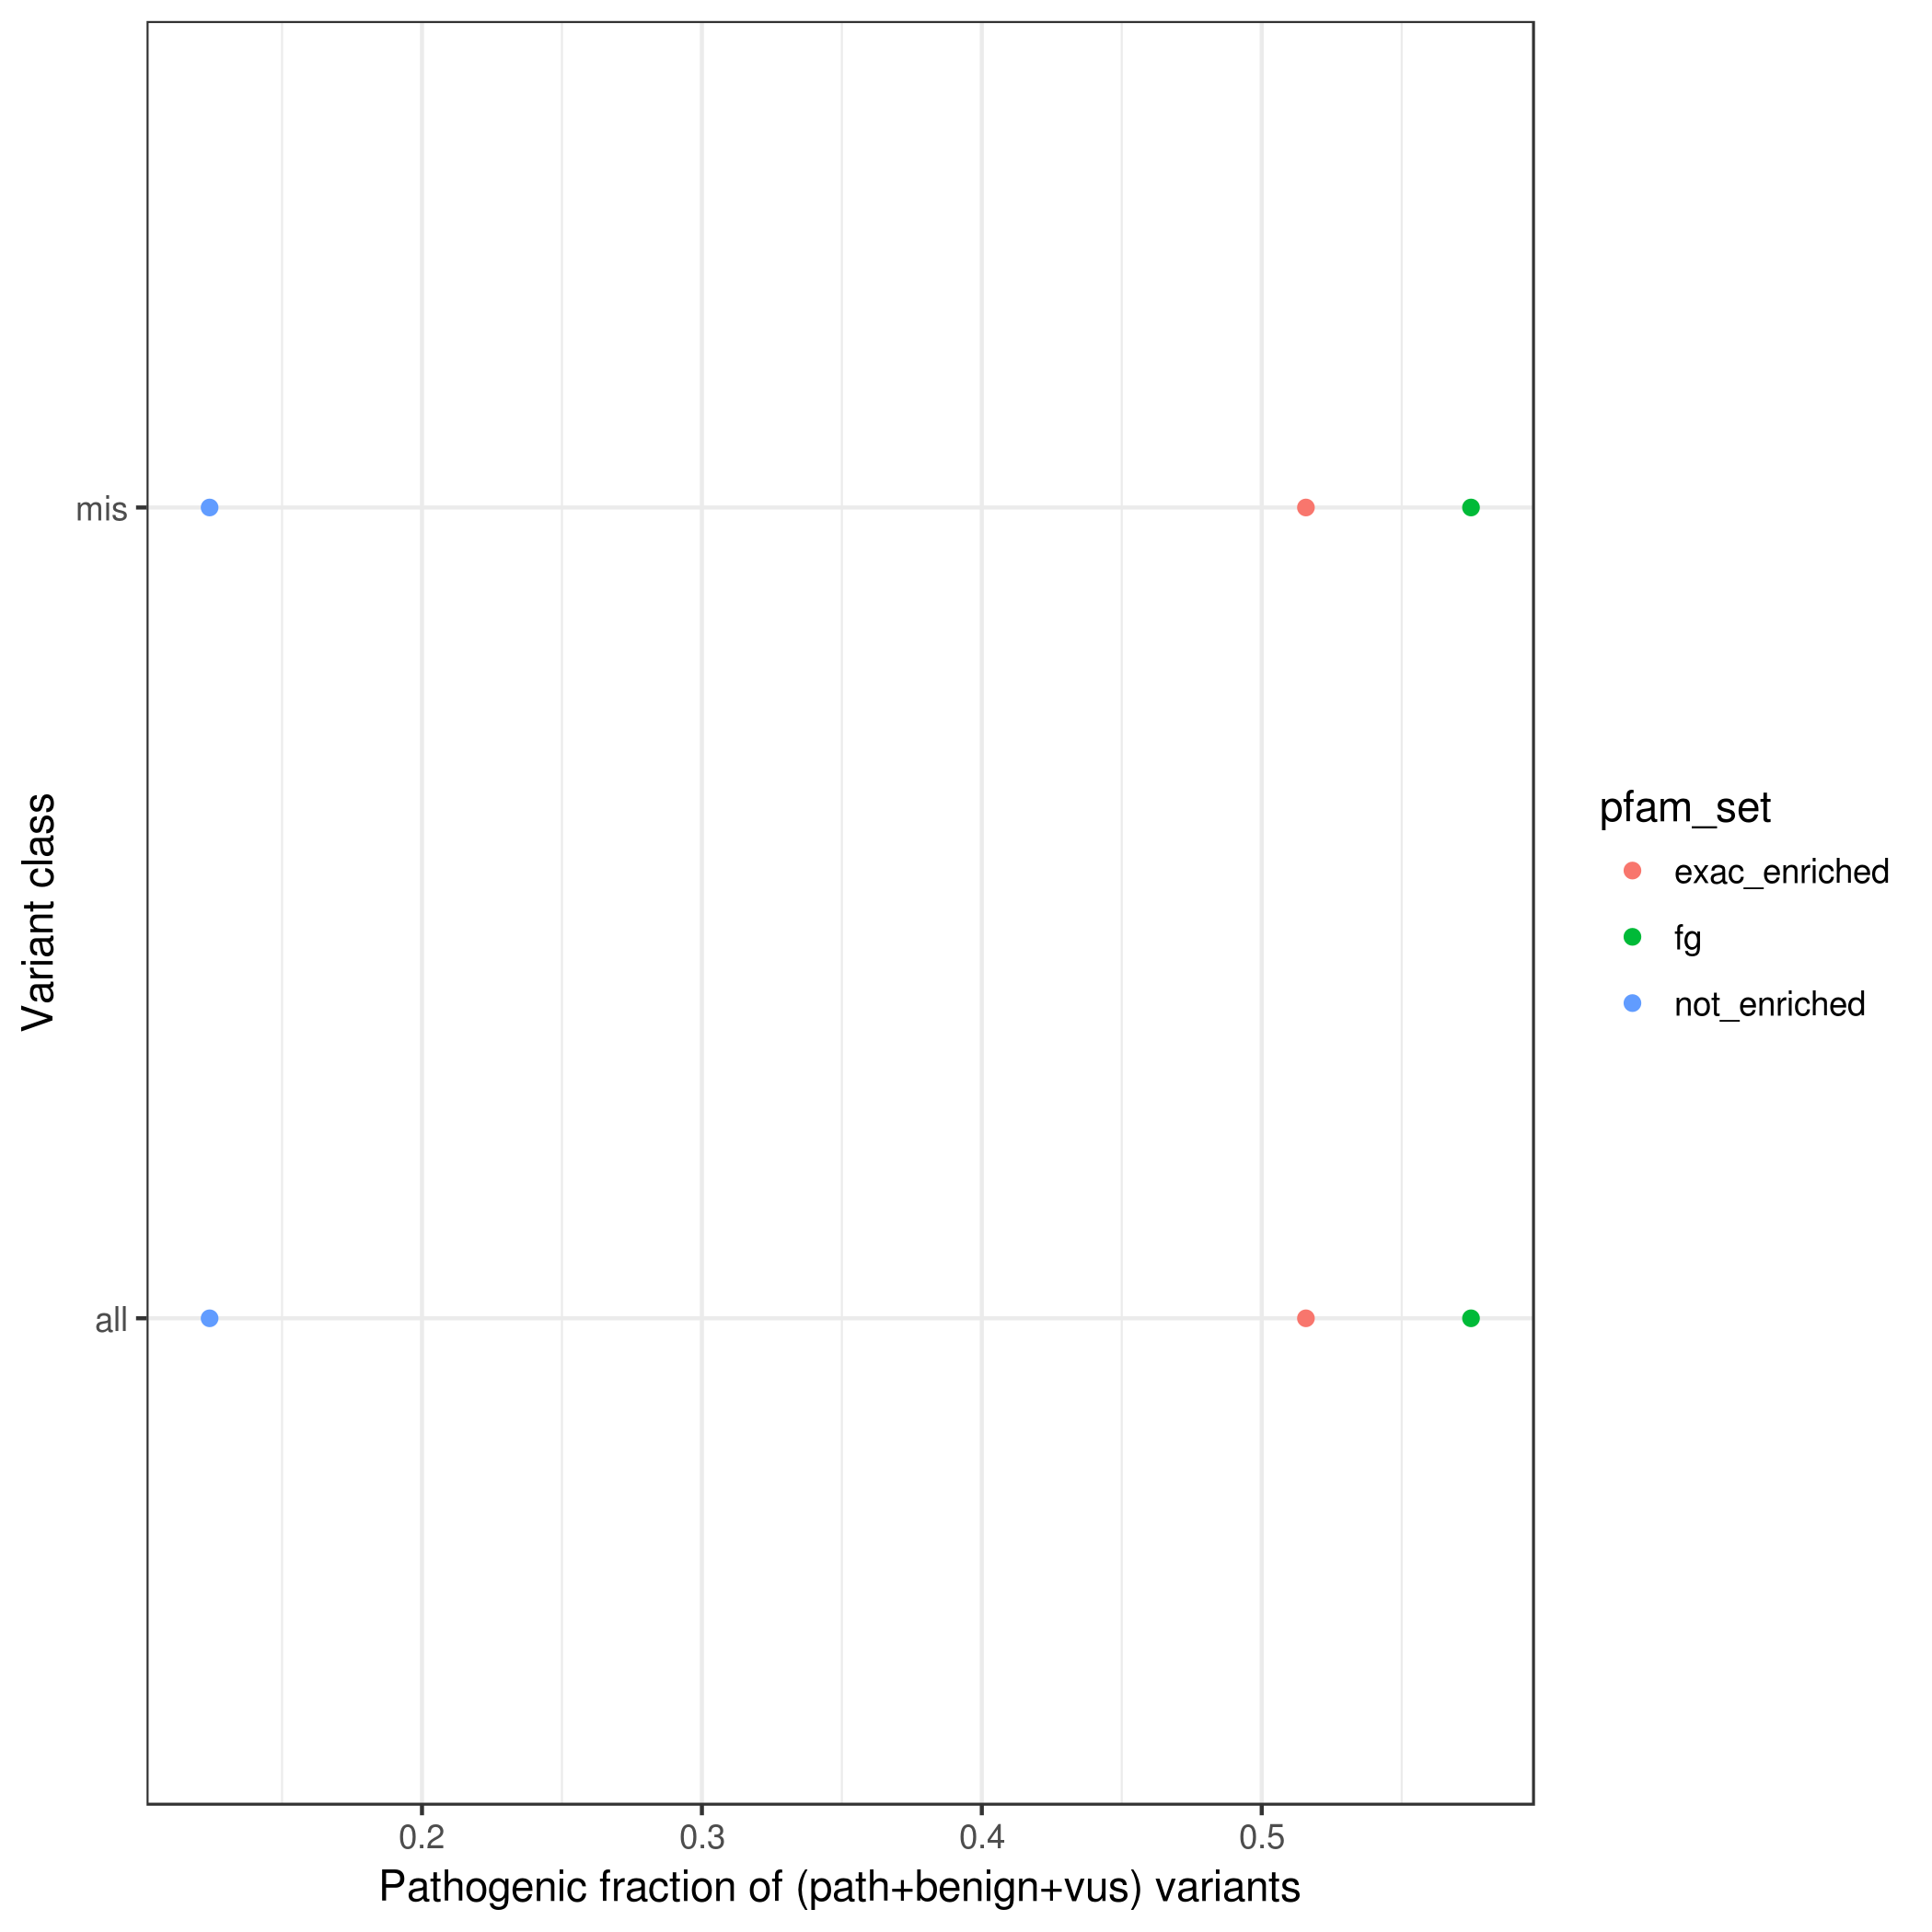 Variant class
mis
all
0.2 0.3 0.4 0.5
Pathogenic fraction of (path+benign+vus) variants
pfam_set
exac_enriched
fg
not_enriched